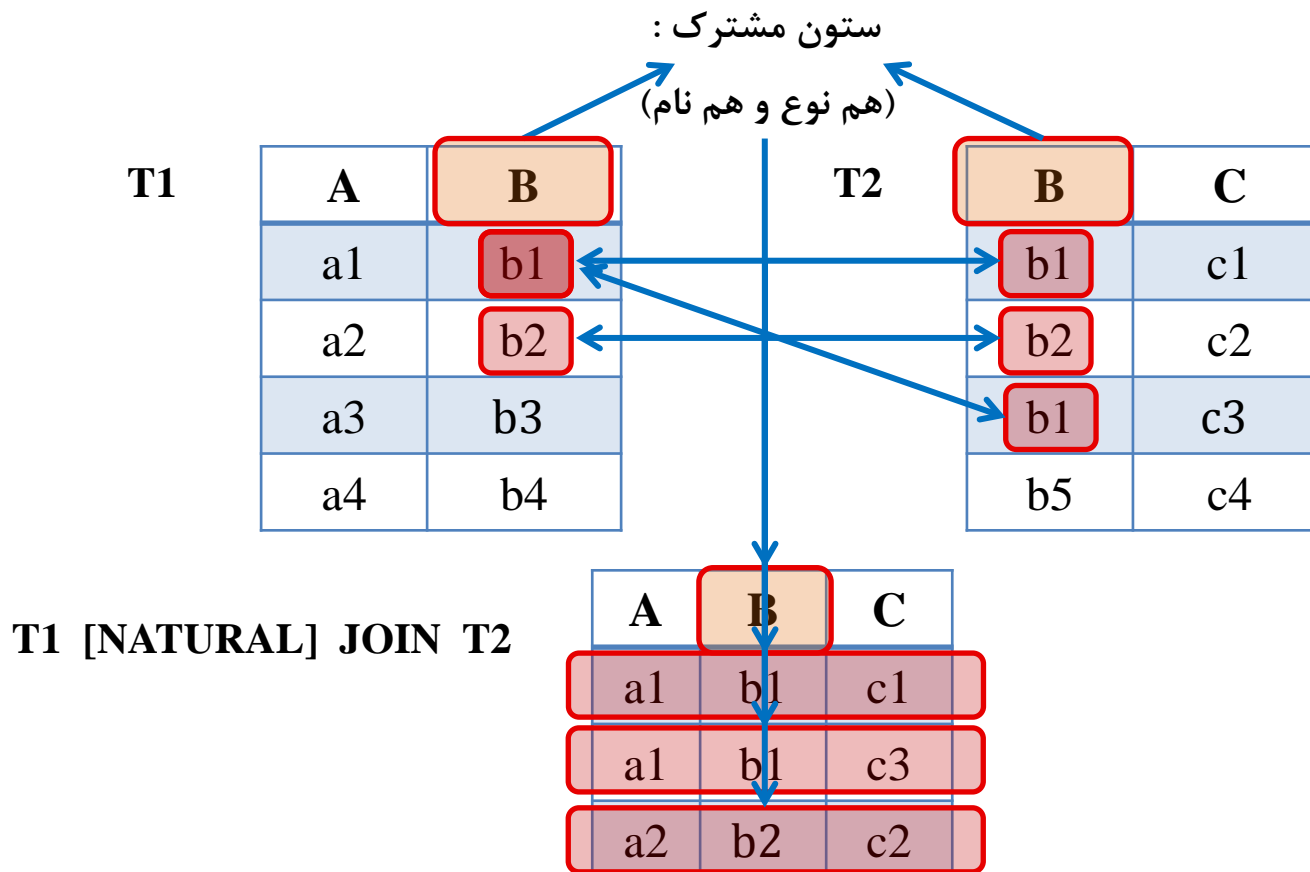 ستون مشترک :
(هم نوع و هم نام)
T1
A B
a1 b1
a2 b2
a3 b3
a4 b4
T2
B C
b1 c1
b2 c2
b1 c3
b5 c4
T1 [NATURAL] JOIN T2
A B C
a1 b1 c1
a1 b1 c3
a2 b2 c2